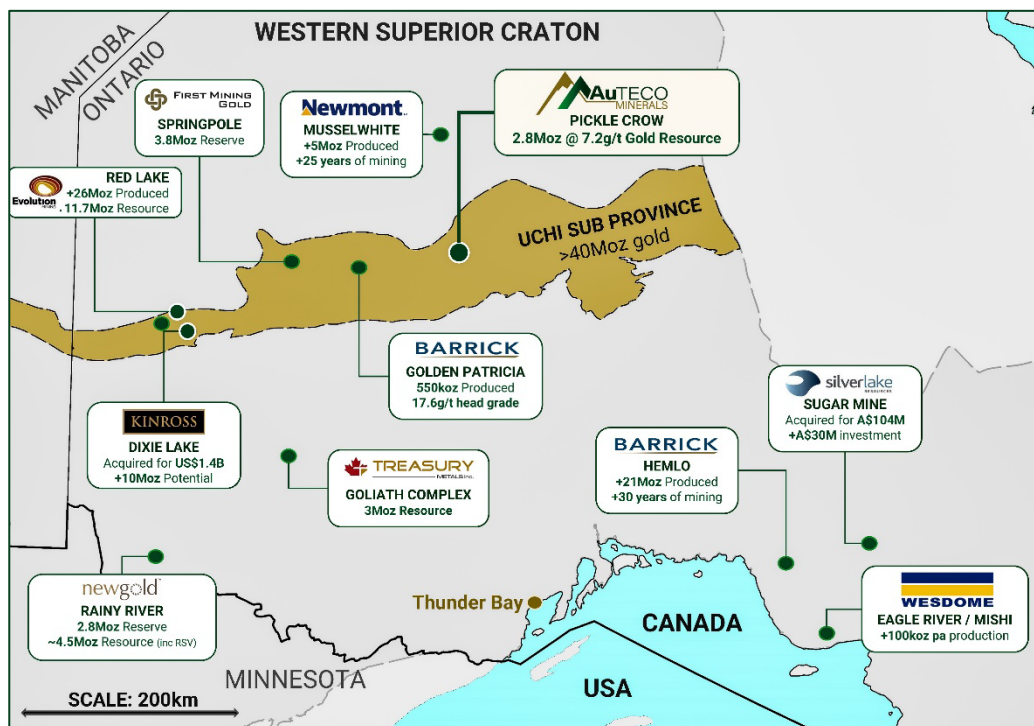 WESTERN SUPERIOR CRATON
MANITOBA
ONTARIO
FIRST MINING
GOLD
SPRINGPOLE
3.8Moz Reserve
Newmont
MUSSELWHITE
+5Moz Produced
+25 years of mining
AuTECO
MINERALS
PICKLE CROW
2.8Moz @ 7.2g/t Gold Resource
Evolution
MINING
RED LAKE
+26Moz Produced
11.7Moz Resource
UCHI SUB PROVINCE
>40Moz gold
BARRICK
GOLDEN PATRICIA
550koz Produced
17.6g/t head grade
silverlake
RESOURCES
SUGAR MINE
Acquired for A$104M
+A$30M investment
KINROSS
DIXIE LAKE
Acquired for US$1.4B
+10Moz Potential
TREASURY
METALS INC.
GOLIATH COMPLEX
3Moz Resource
BARRICK
HEMLO
+21Moz Produced
+30 years of mining
newgold
RAINY RIVER
2.8Moz Reserve
~4.5Moz Resource (inc RSV)
Thunder Bay
WESDOME
EAGLE RIVER / MISHI
+100koz pa production
CANADA
USA
MINNESOTA
SCALE: 200km